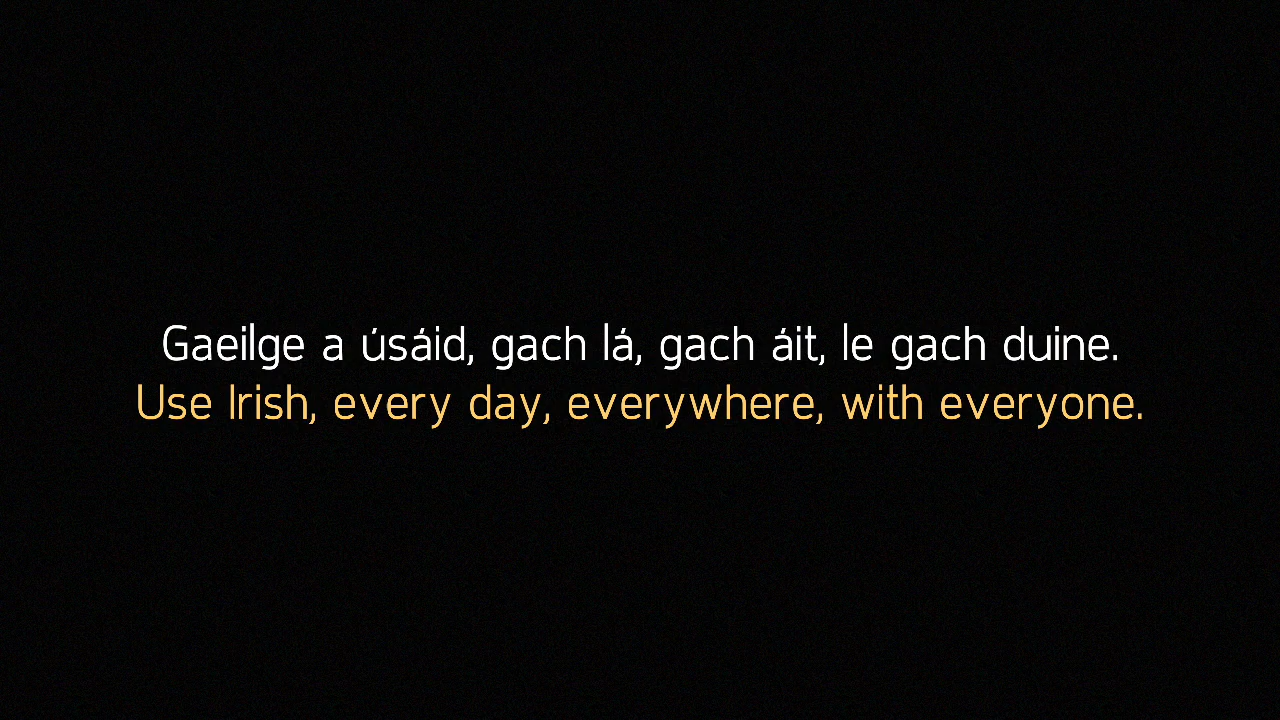 Gaeilge a úsáid, gach lá, gach áit, le gach duine.
Use Irish, every day, everywhere, with everyone.